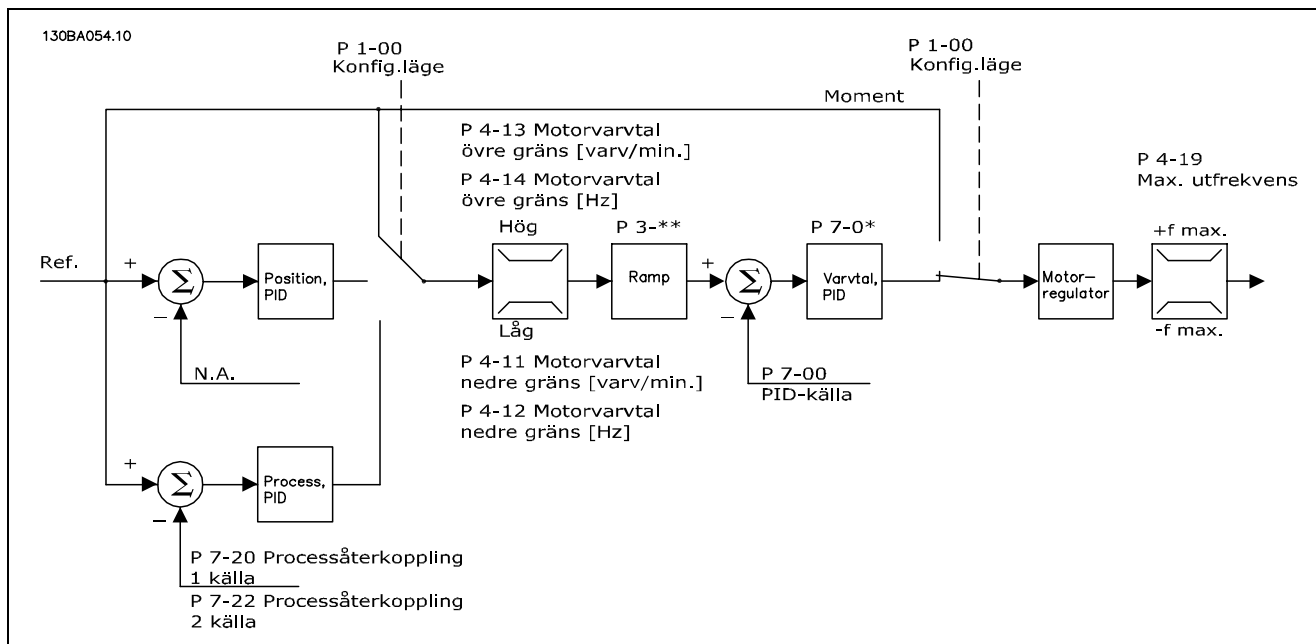 130BA054.10
P 1-00
Konfig.läge
P 1-00
Konfig.läge
Moment
P 4-13 Motorvarvtal
övre gräns [varv/min.]
P 4-14 Motorvarvtal
övre gräns [Hz]
P 4-19
Max. utfrekvens
Hög
P 3-**
P 7-0*
+f max.
Ref.
+
Σ
–
Position,
PID
Ramp
+
Σ
–
Varvtal,
PID
Motor–
regulator
Låg
-f max.
N.A.
P 4-11 Motorvarvtal
nedre gräns [varv/min.]
P 4-12 Motorvarvtal
nedre gräns [Hz]
P 7-00
PID-källa
+
Σ
–
Process,
PID
P 7-20 Processåterkoppling
1 källa
P 7-22 Processåterkoppling
2 källa